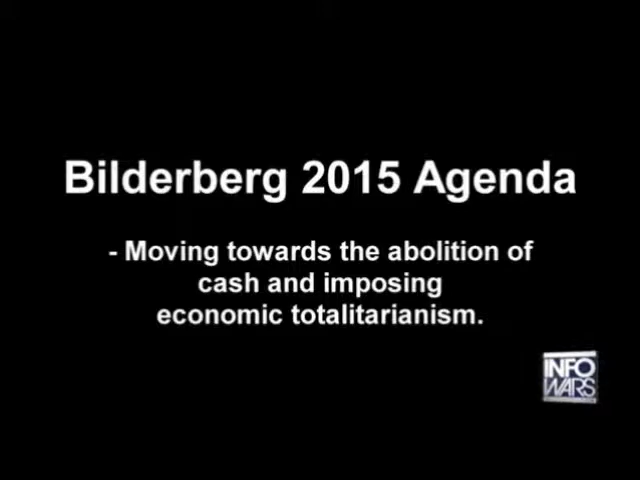 Bilderberg 2015 Agenda
- Moving towards the abolition of
cash and imposing
economic totalitarianism.
INFO
WARS